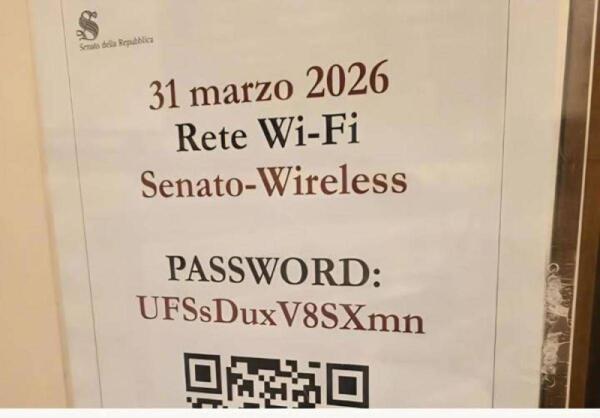 Senato della Repubblica
31 marzo 2026
Rete Wi-Fi
Senato-Wireless
PASSWORD:
UFSsDuxV8SXmn